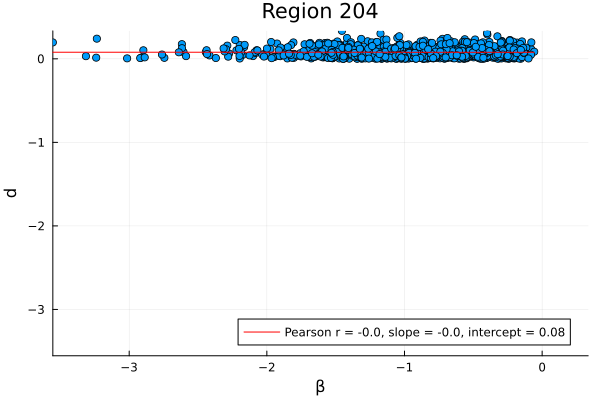 Region 204
0
−1
−2
−3
d
Pearson r = -0.0, slope = -0.0, intercept = 0.08
−3
−2
−1
0
β